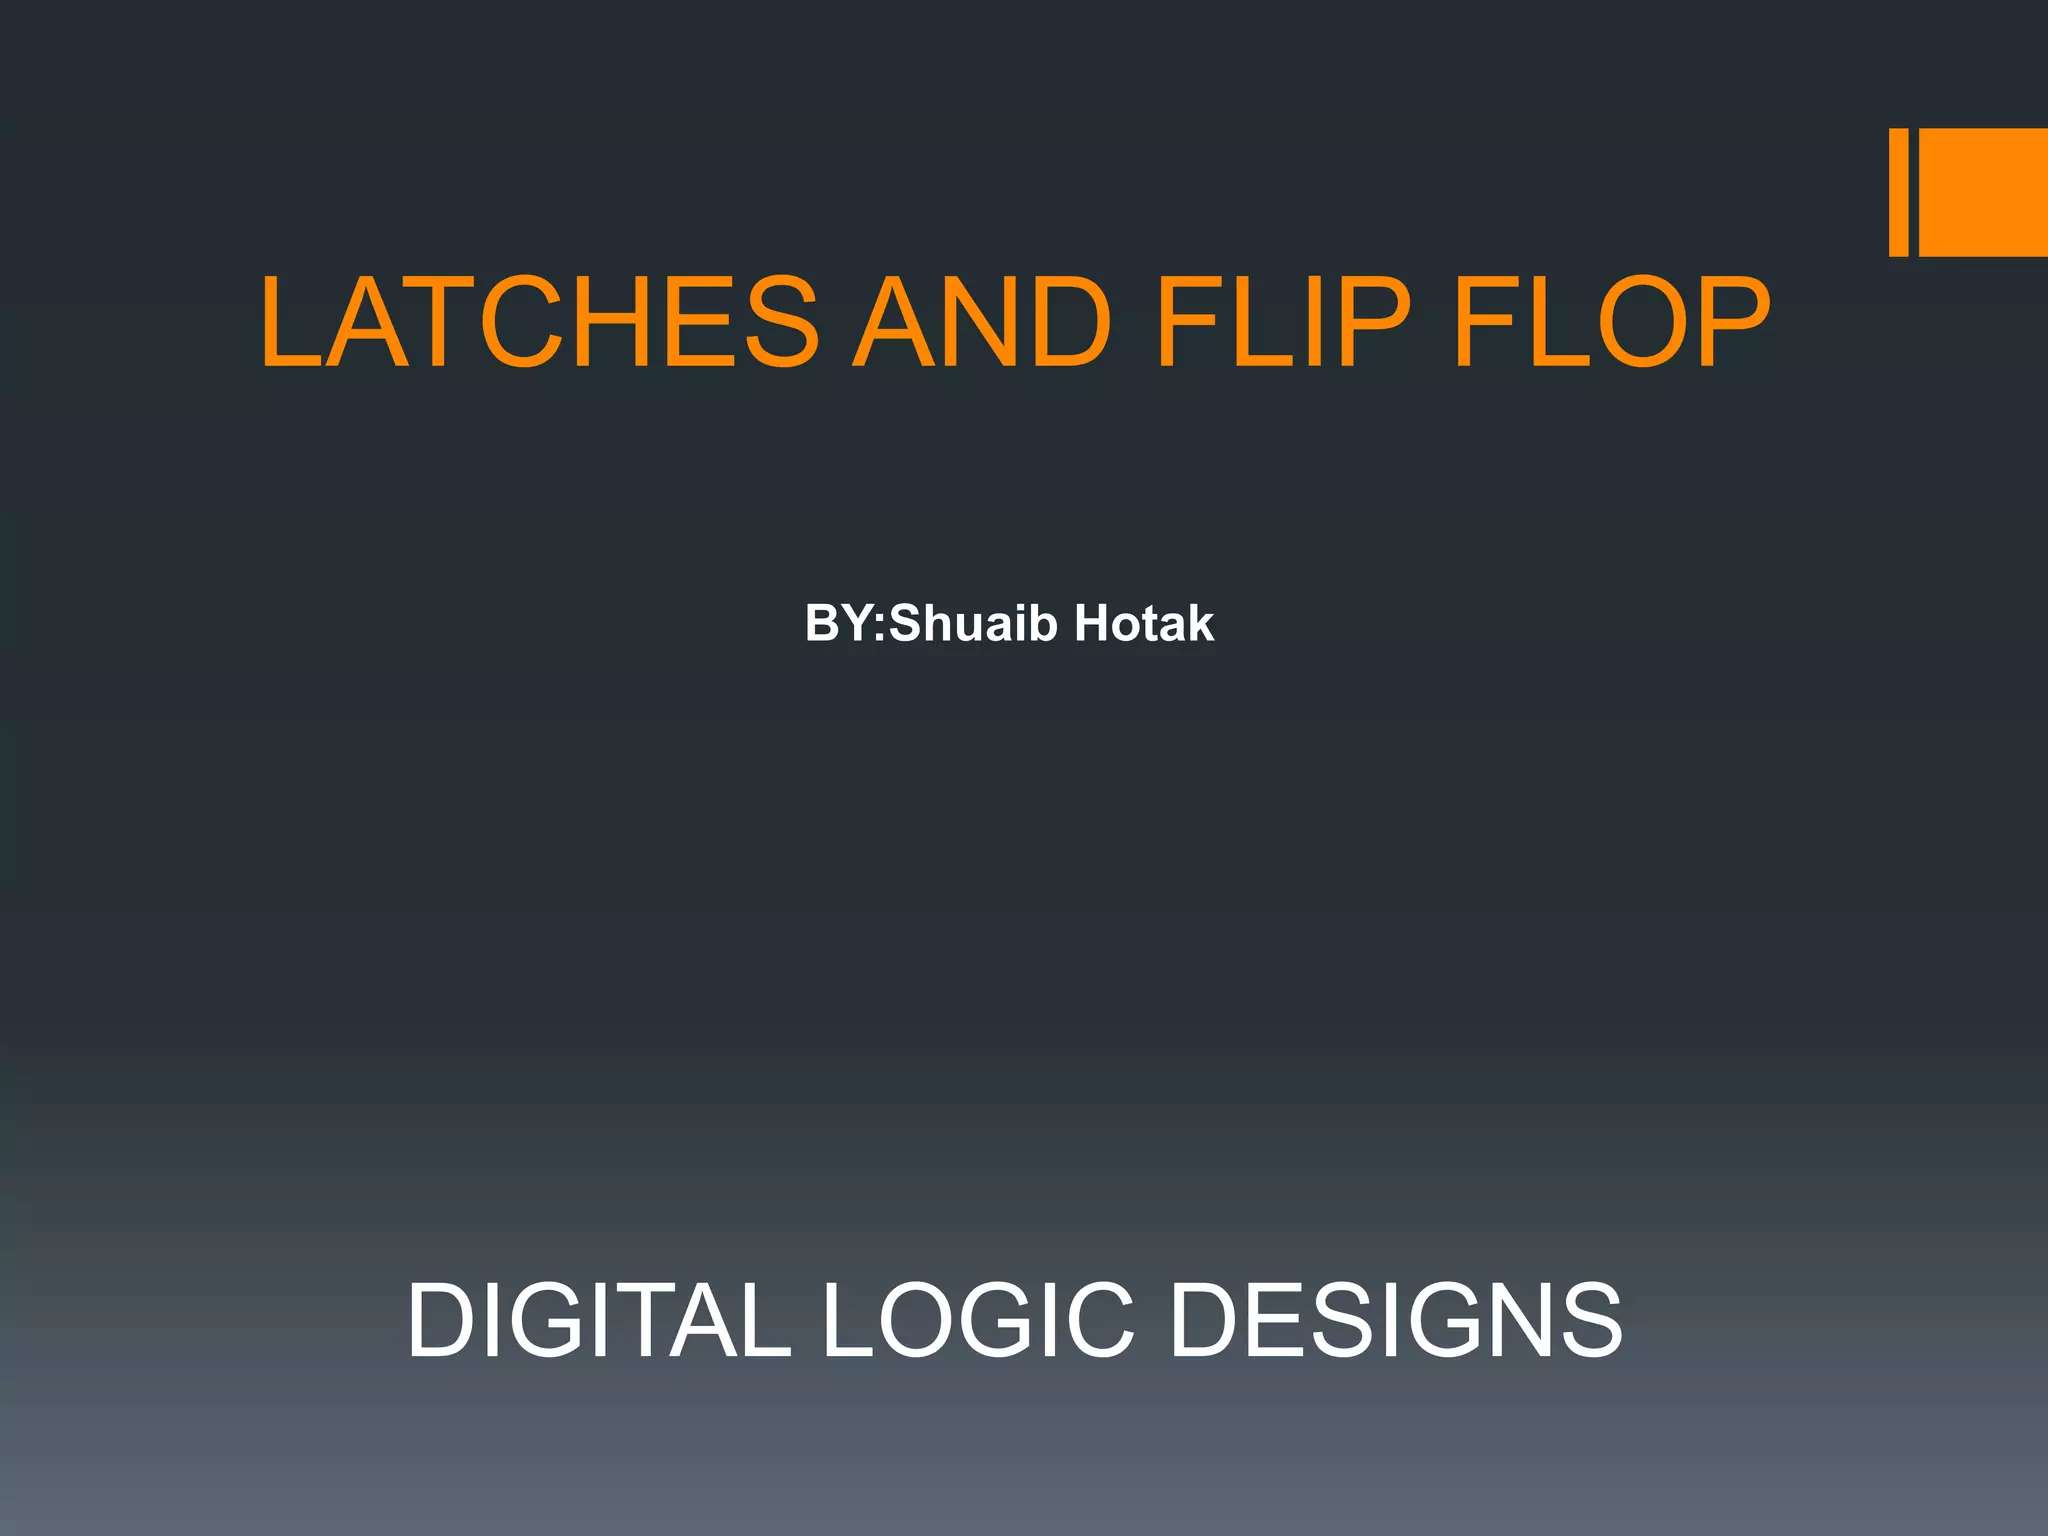 LATCHES AND FLIP FLOP
BY:Shuaib Hotak
DIGITAL LOGIC DESIGNS